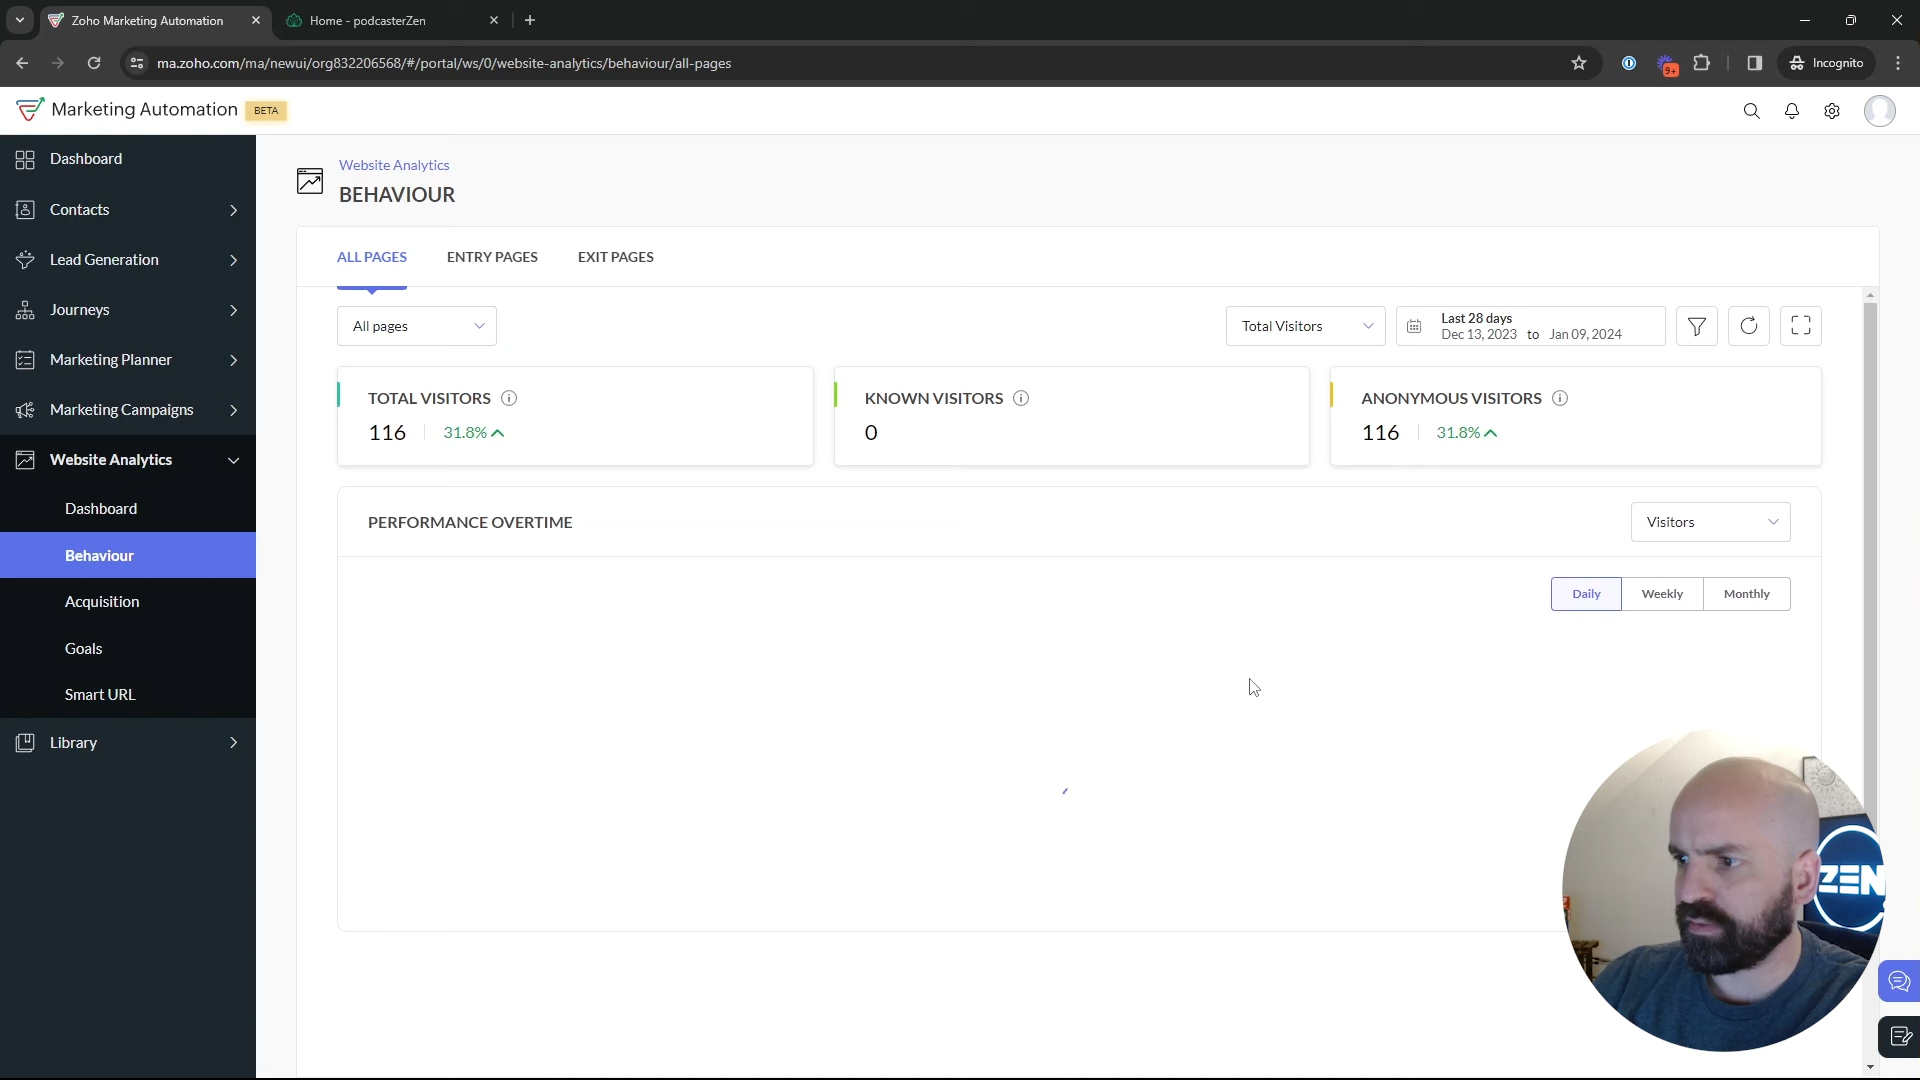 Zoho Marketing Automation
Home - podcasterZen
ma.zoho.com/ma/newui/org832206568/#/portal/ws/0/website-analytics/behaviour/all-pages
9+
Incognito
Marketing Automation
BETA
Dashboard
Contacts
Lead Generation
Journeys
Marketing Planner
Marketing Campaigns
Website Analytics
Dashboard
Behaviour
Acquisition
Goals
Smart URL
Library
Website Analytics
BEHAVIOUR
ALL PAGES
ENTRY PAGES
EXIT PAGES
All pages
Total Visitors
Last 28 days
Dec 13, 2023 to Jan 09, 2024
TOTAL VISITORS
116
31.8%
KNOWN VISITORS
0
ANONYMOUS VISITORS
116
31.8%
PERFORMANCE OVERTIME
Visitors
Daily
Weekly
Monthly
ZEN